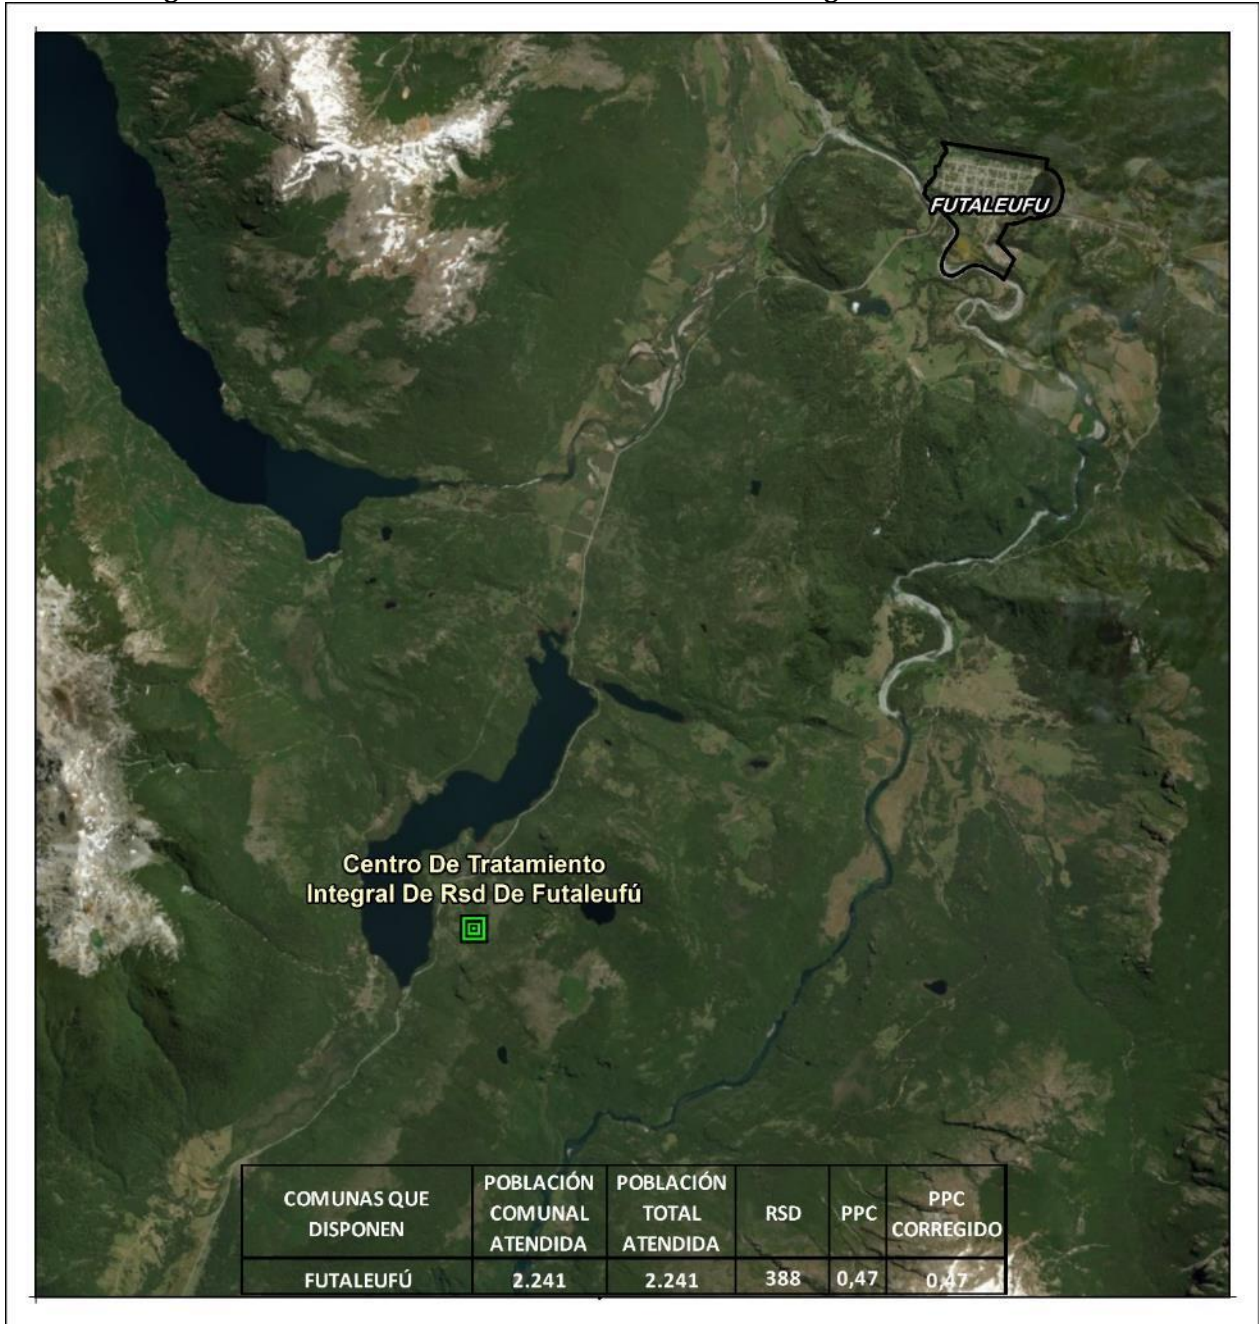 FUTALEUFU
Centro De Tratamiento
Integral De Rsd De Futaleufú
COMUNAS QUE DISPONEN POBLACIÓN COMUNAL ATENDIDA POBLACIÓN TOTAL ATENDIDA RSD PPC PPC CORREGIDO
FUTALEUFÚ 2.241 2.241 388 0,47 0,47